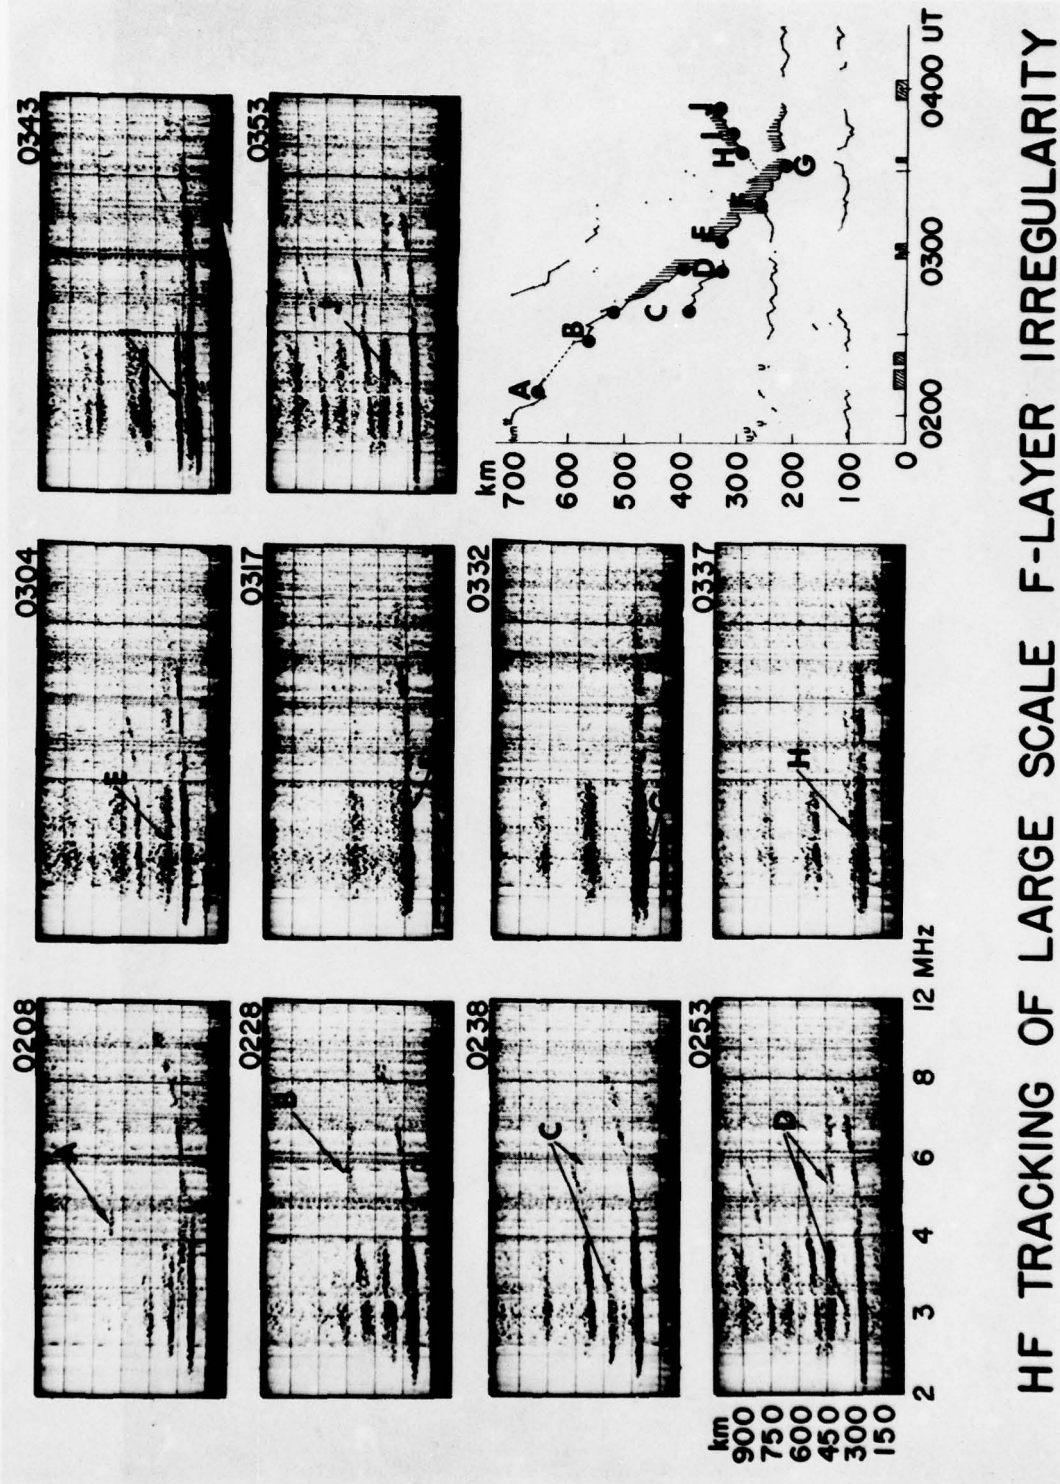 0208
A
0228
B
0238
C
km
900
750
600
450
300
150
0253
D
2 3 4 6 8 12 MHz
0304
E
0317
0332
0337
H
0343
0353
J
km
700
600
500
400
300
200
100
0
km
A
B
C
D
E
F
G
H
I
J
0200 0300 0400 UT
HF TRACKING OF LARGE SCALE F-LAYER IRREGULARITY